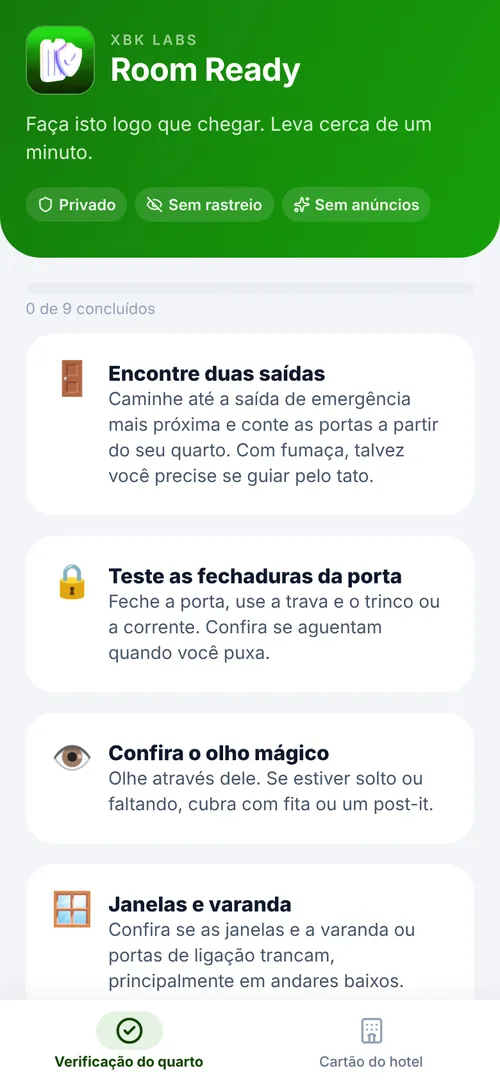 XBK LABS
Room Ready
Faça isto logo que chegar. Leva cerca de um
minuto.
Privado
Sem rastreio
Sem anúncios
0 de 9 concluídos
Encontre duas saídas
Caminhe até a saída de emergência
mais próxima e conte as portas a partir
do seu quarto. Com fumaça, talvez
você precise se guiar pelo tato.
Teste as fechaduras da porta
Feche a porta, use a trava e o trinco ou
a corrente. Confira se aguentam
quando você puxa.
Confira o olho mágico
Olhe através dele. Se estiver solto ou
faltando, cubra com fita ou um post-it.
Janelas e varanda
Confira se as janelas e a varanda ou
portas de ligação trancam,
principalmente em andares baixos.
Verificação do quarto
Cartão do hotel